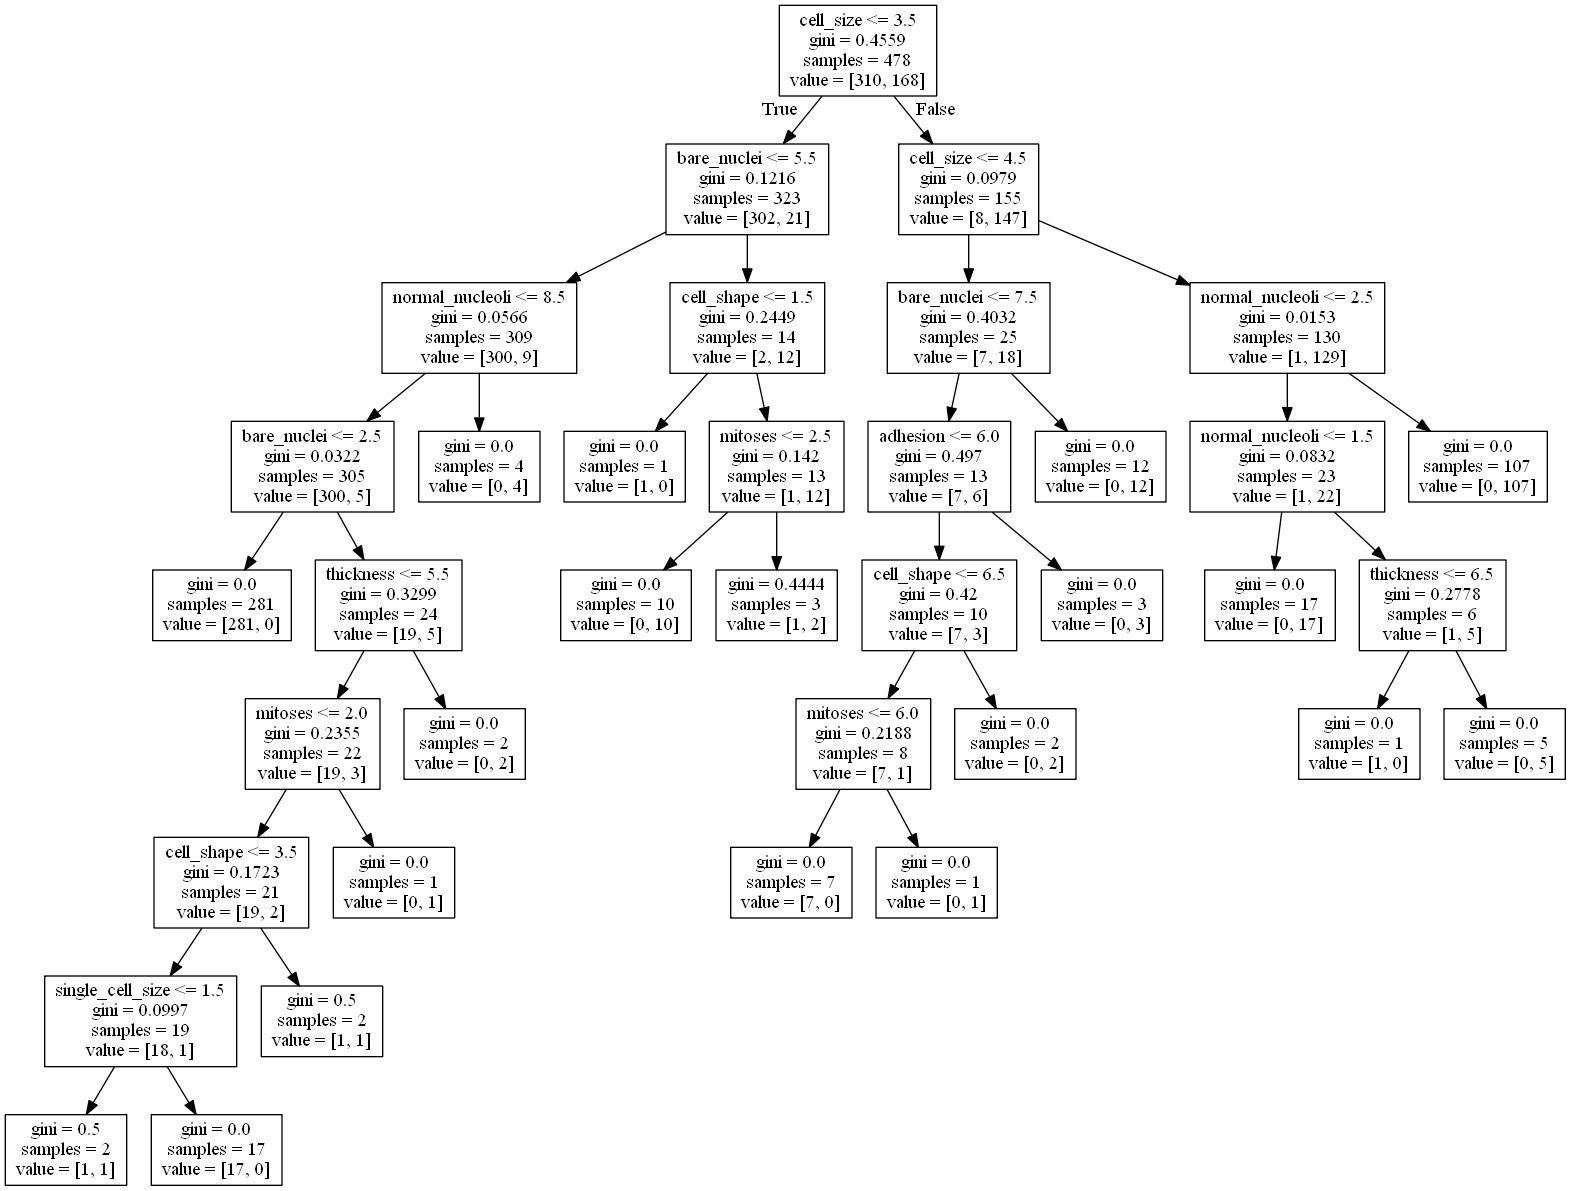 cell_size <= 3.5
gini = 0.4559
samples = 478
value = [310, 168]
True
False
bare_nuclei <= 5.5
gini = 0.1216
samples = 323
value = [302, 21]
cell_size <= 4.5
gini = 0.0979
samples = 155
value = [8, 147]
normal_nucleoli <= 8.5
gini = 0.0566
samples = 309
value = [300, 9]
cell_shape <= 1.5
gini = 0.2449
samples = 14
value = [2, 12]
bare_nuclei <= 7.5
gini = 0.4032
samples = 25
value = [7, 18]
normal_nucleoli <= 2.5
gini = 0.0153
samples = 130
value = [1, 129]
bare_nuclei <= 2.5
gini = 0.0322
samples = 305
value = [300, 5]
gini = 0.0
samples = 4
value = [0, 4]
gini = 0.0
samples = 1
value = [1, 0]
mitoses <= 2.5
gini = 0.142
samples = 13
value = [1, 12]
adhesion <= 6.0
gini = 0.497
samples = 13
value = [7, 6]
gini = 0.0
samples = 12
value = [0, 12]
normal_nucleoli <= 1.5
gini = 0.0832
samples = 23
value = [1, 22]
gini = 0.0
samples = 107
value = [0, 107]
gini = 0.0
samples = 281
value = [281, 0]
thickness <= 5.5
gini = 0.3299
samples = 24
value = [19, 5]
gini = 0.0
samples = 10
value = [0, 10]
gini = 0.4444
samples = 3
value = [1, 2]
cell_shape <= 6.5
gini = 0.42
samples = 10
value = [7, 3]
gini = 0.0
samples = 3
value = [0, 3]
gini = 0.0
samples = 17
value = [0, 17]
thickness <= 6.5
gini = 0.2778
samples = 6
value = [1, 5]
mitoses <= 2.0
gini = 0.2355
samples = 22
value = [19, 3]
gini = 0.0
samples = 2
value = [0, 2]
mitoses <= 6.0
gini = 0.2188
samples = 8
value = [7, 1]
gini = 0.0
samples = 2
value = [0, 2]
gini = 0.0
samples = 1
value = [1, 0]
gini = 0.0
samples = 5
value = [0, 5]
cell_shape <= 3.5
gini = 0.1723
samples = 21
value = [19, 2]
gini = 0.0
samples = 1
value = [0, 1]
gini = 0.0
samples = 7
value = [7, 0]
gini = 0.0
samples = 1
value = [0, 1]
single_cell_size <= 1.5
gini = 0.0997
samples = 19
value = [18, 1]
gini = 0.5
samples = 2
value = [1, 1]
gini = 0.5
samples = 2
value = [1, 1]
gini = 0.0
samples = 17
value = [17, 0]